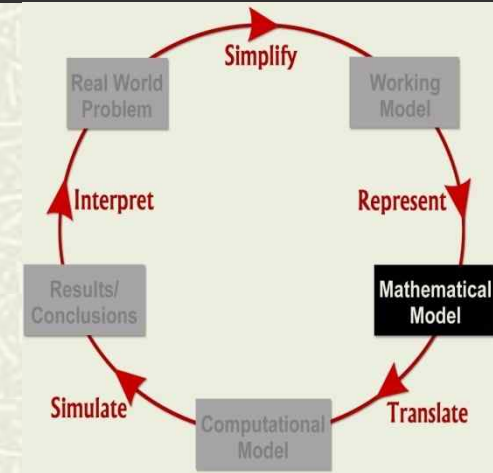 Simplify
Real World
Problem
Working
Model
Interpret
Represent
Results/
Conclusions
Mathematical
Model
Simulate
Translate
Computational
Model